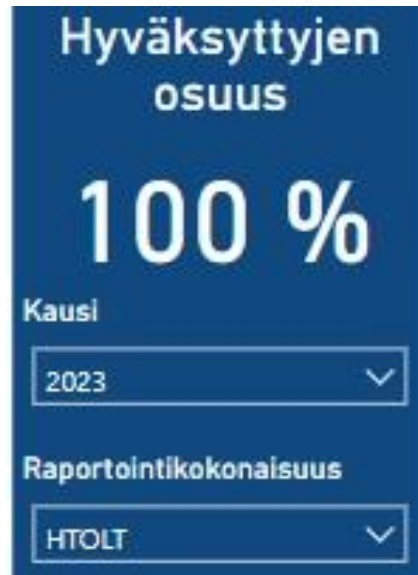 Hyväksyttyjen
osuus
100 %
Kausi
2023
Raportointikokonaisuus
HTOLT